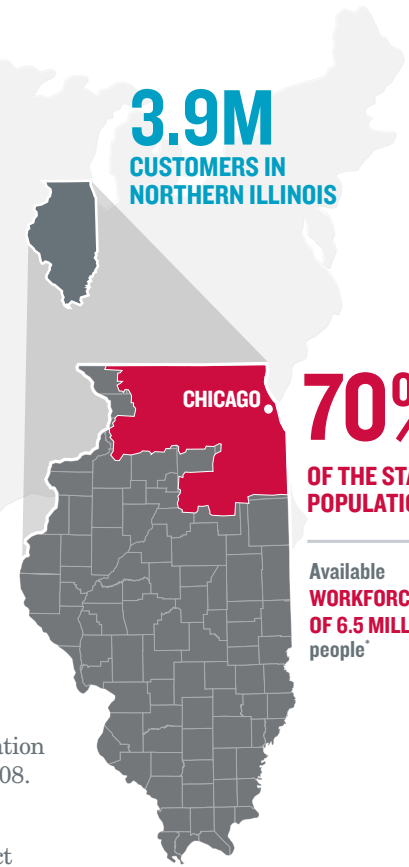 3.9M
CUSTOMERS IN
NORTHERN ILLINOIS
CHICAGO
70%
OF THE STA
POPULATIO
Available
WORKFORC
OF 6.5 MILL
people*
ation
08.
ct